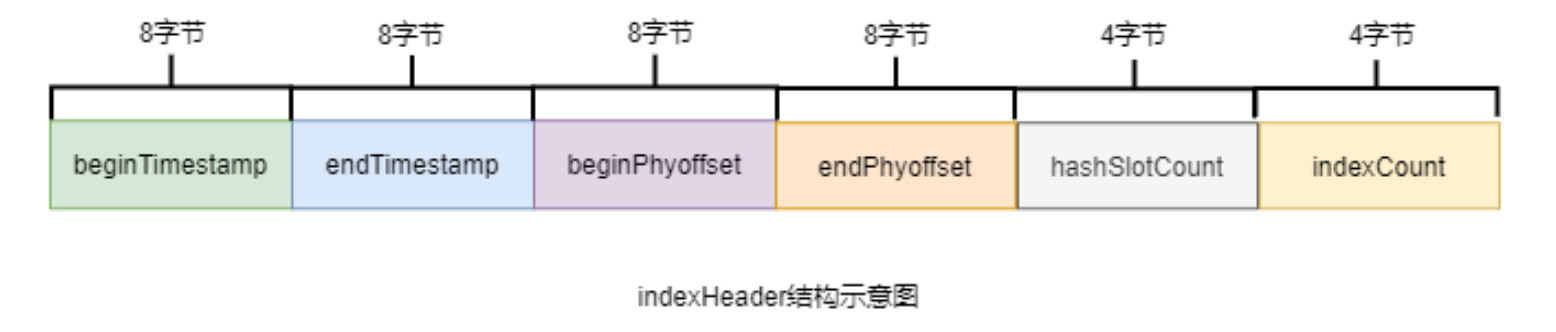 8字节 8字节 8字节 8字节 4字节 4字节
beginTimestamp endTimestamp beginPhyoffset endPhyoffset hashSlotCount indexCount
indexHeader结构示意图